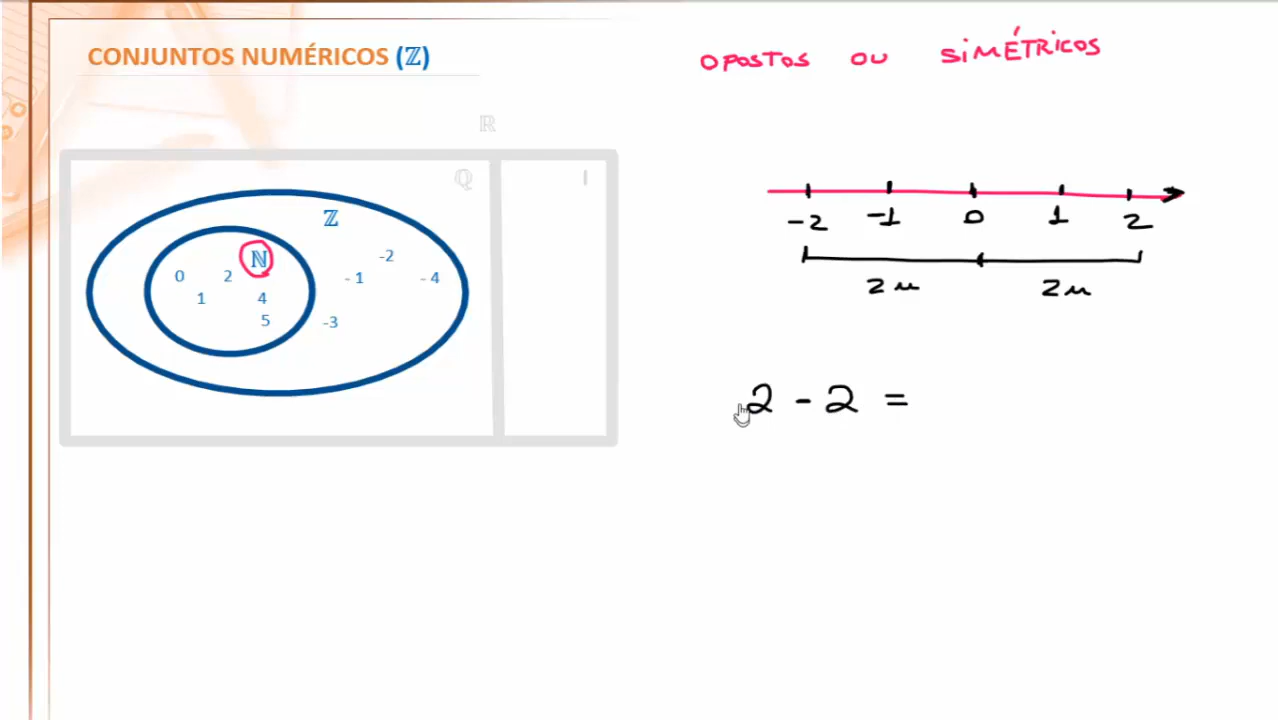 CONJUNTOS NUMÉRICOS (ℤ)
OPOSTOS OU SIMÉTRICOS
ℝ
ℚ
I
ℤ
ℕ
0 2 -1 -2 -4
1 4
5 -3
-2 -1 0 1 2
2u 2u
2 - 2 =